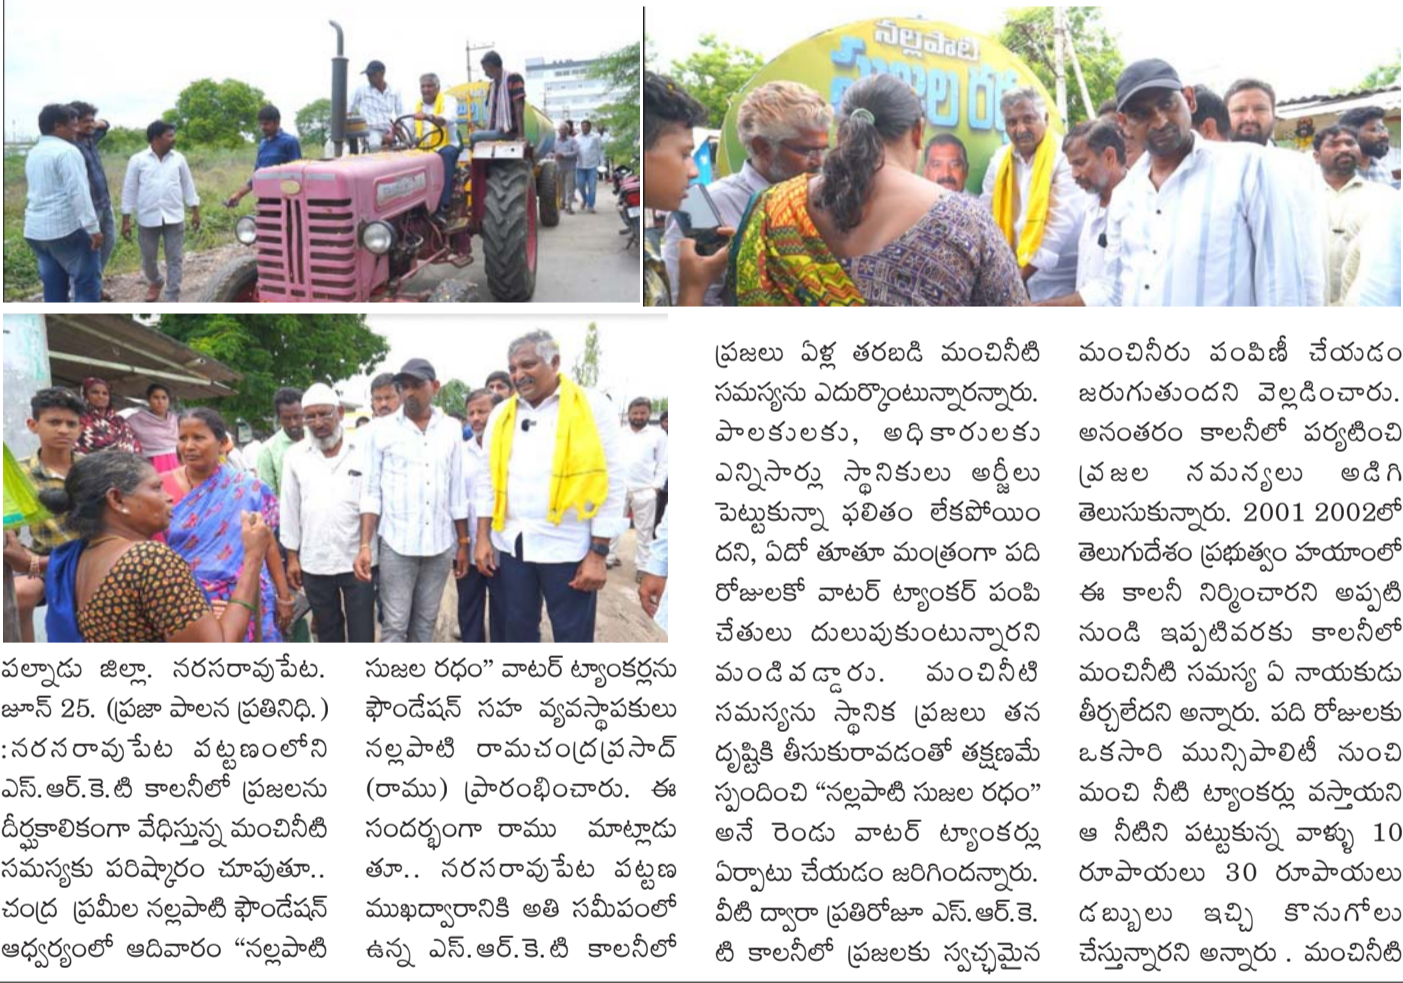 నల్లపాటి
సుజల రథం
పల్నాడు జిల్లా. నరసరావుపేట.
జూన్ 25. (ప్రజా పాలన ప్రతినిధి.)
:నరసరావుపేట పట్టణంలోని
ఎస్.ఆర్.కె.టి కాలనీలో ప్రజలను
దీర్ఘకాలికంగా వేధిస్తున్న మంచినీటి
సమస్యకు పరిష్కారం చూపుతూ..
చంద్ర ప్రమీల నల్లపాటి ఫౌండేషన్
ఆధ్వర్యంలో ఆదివారం “నల్లపాటి
సుజల రధం” వాటర్ ట్యాంకర్లను
ఫౌండేషన్ సహ వ్యవస్థాపకులు
నల్లపాటి రామచంద్రప్రసాద్
(రాము) ప్రారంభించారు. ఈ
సందర్భంగా రాము మాట్లాడు
తూ.. నరసరావుపేట పట్టణ
ముఖద్వారానికి అతి సమీపంలో
ఉన్న ఎస్.ఆర్.కె.టి కాలనీలో
ప్రజలు ఏళ్ల తరబడి మంచినీటి
సమస్యను ఎదుర్కొంటున్నారన్నారు.
పాలకులకు, అధికారులకు
ఎన్నిసార్లు స్థానికులు అర్జీలు
పెట్టుకున్నా ఫలితం లేకపోయిం
దని, ఏదో తూతూ మంత్రంగా పది
రోజులకో వాటర్ ట్యాంకర్ పంపి
చేతులు దులుపుకుంటున్నారని
మండిపడ్డారు. మంచినీటి
సమస్యను స్థానిక ప్రజలు తన
దృష్టికి తీసుకురావడంతో తక్షణమే
స్పందించి “నల్లపాటి సుజల రధం”
అనే రెండు వాటర్ ట్యాంకర్లు
ఏర్పాటు చేయడం జరిగిందన్నారు.
వీటి ద్వారా ప్రతిరోజూ ఎస్.ఆర్.కె.
టి కాలనీలో ప్రజలకు స్వచ్ఛమైన
మంచినీరు పంపిణీ చేయడం
జరుగుతుందని వెల్లడించారు.
అనంతరం కాలనీలో పర్యటించి
ప్రజల సమస్యలు అడిగి
తెలుసుకున్నారు. 2001 2002లో
తెలుగుదేశం ప్రభుత్వం హయాంలో
ఈ కాలనీ నిర్మించారని అప్పటి
నుండి ఇప్పటివరకు కాలనీలో
మంచినీటి సమస్య ఏ నాయకుడు
తీర్చలేదని అన్నారు. పది రోజులకు
ఒకసారి మున్సిపాలిటీ నుంచి
మంచి నీటి ట్యాంకర్లు వస్తాయని
ఆ నీటిని పట్టుకున్న వాళ్ళు 10
రూపాయలు 30 రూపాయలు
డబ్బులు ఇచ్చి కొనుగోలు
చేస్తున్నారని అన్నారు . మంచినీటి